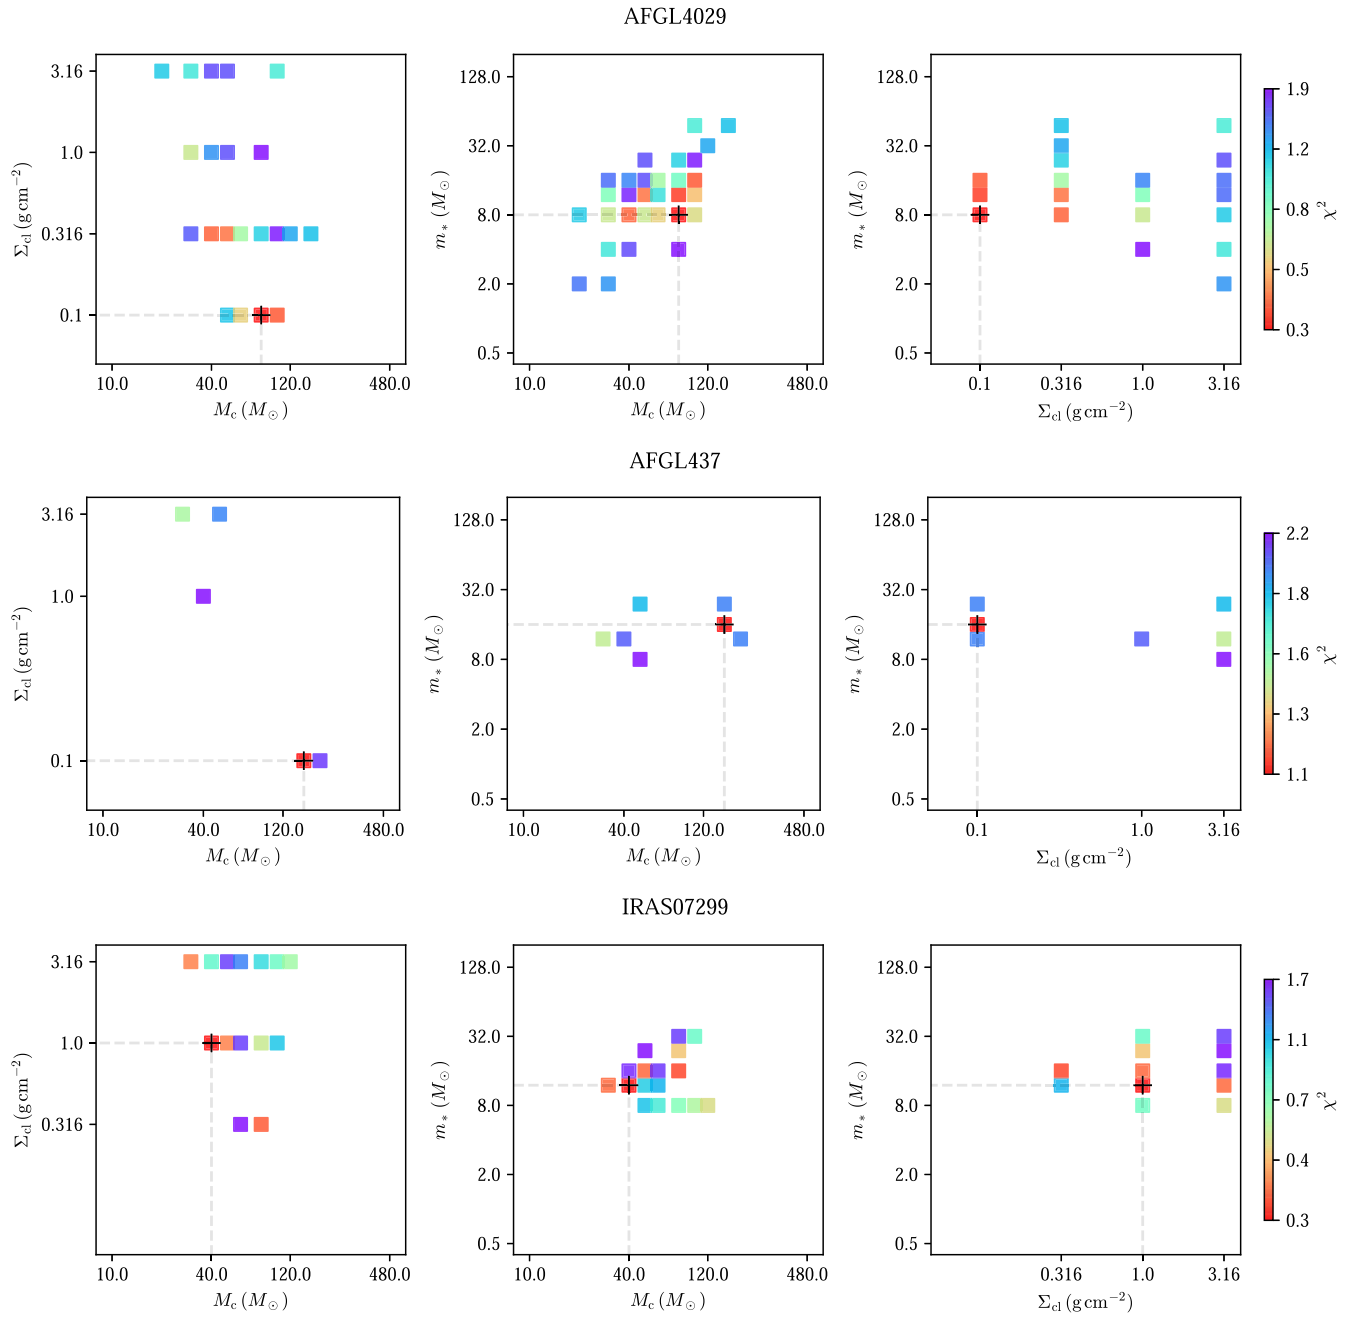 AFGL4029
3.16
1.0
0.316
0.1
Σcl (g cm−2)
10.0 40.0 120.0 480.0
Mc (M⊙)
128.0
32.0
8.0
2.0
0.5
m* (M⊙)
10.0 40.0 120.0 480.0
Mc (M⊙)
128.0
32.0
8.0
2.0
0.5
m* (M⊙)
0.1 0.316 1.0 3.16
Σcl (g cm−2)
1.9
1.2
0.8
0.5
0.3
χ2
AFGL437
3.16
1.0
0.1
Σcl (g cm−2)
10.0 40.0 120.0 480.0
Mc (M⊙)
128.0
32.0
8.0
2.0
0.5
m* (M⊙)
10.0 40.0 120.0 480.0
Mc (M⊙)
128.0
32.0
8.0
2.0
0.5
m* (M⊙)
0.1 1.0 3.16
Σcl (g cm−2)
2.2
1.8
1.6
1.3
1.1
χ2
IRAS07299
3.16
1.0
0.316
Σcl (g cm−2)
10.0 40.0 120.0 480.0
Mc (M⊙)
128.0
32.0
8.0
2.0
0.5
m* (M⊙)
10.0 40.0 120.0 480.0
Mc (M⊙)
128.0
32.0
8.0
2.0
0.5
m* (M⊙)
0.316 1.0 3.16
Σcl (g cm−2)
1.7
1.1
0.7
0.4
0.3
χ2